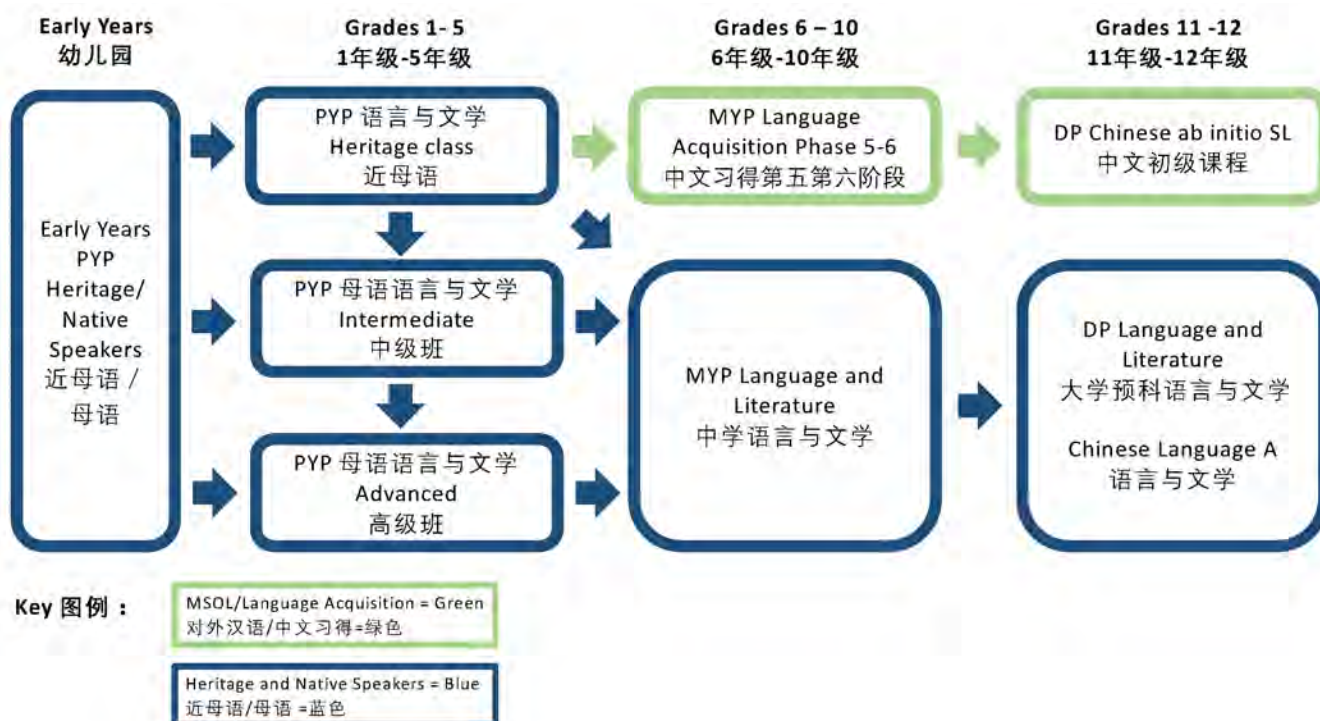 Early Years
幼儿园
Grades 1- 5
1年级-5年级
Grades 6 – 10
6年级-10年级
Grades 11 -12
11年级-12年级
Early Years
PYP
Heritage/
Native
Speakers
近母语 /
母语
PYP 语言与文学
Heritage class
近母语
PYP 母语语言与文学
Intermediate
中级班
PYP 母语语言与文学
Advanced
高级班
MYP Language
Acquisition Phase 5-6
中文习得第五第六阶段
MYP Language and
Literature
中学语言与文学
DP Chinese ab initio SL
中文初级课程
DP Language and
Literature
大学预科语言与文学
Chinese Language A
语言与文学
Key 图例：
MSOL/Language Acquisition = Green
对外汉语/中文习得=绿色
Heritage and Native Speakers = Blue
近母语/母语 =蓝色